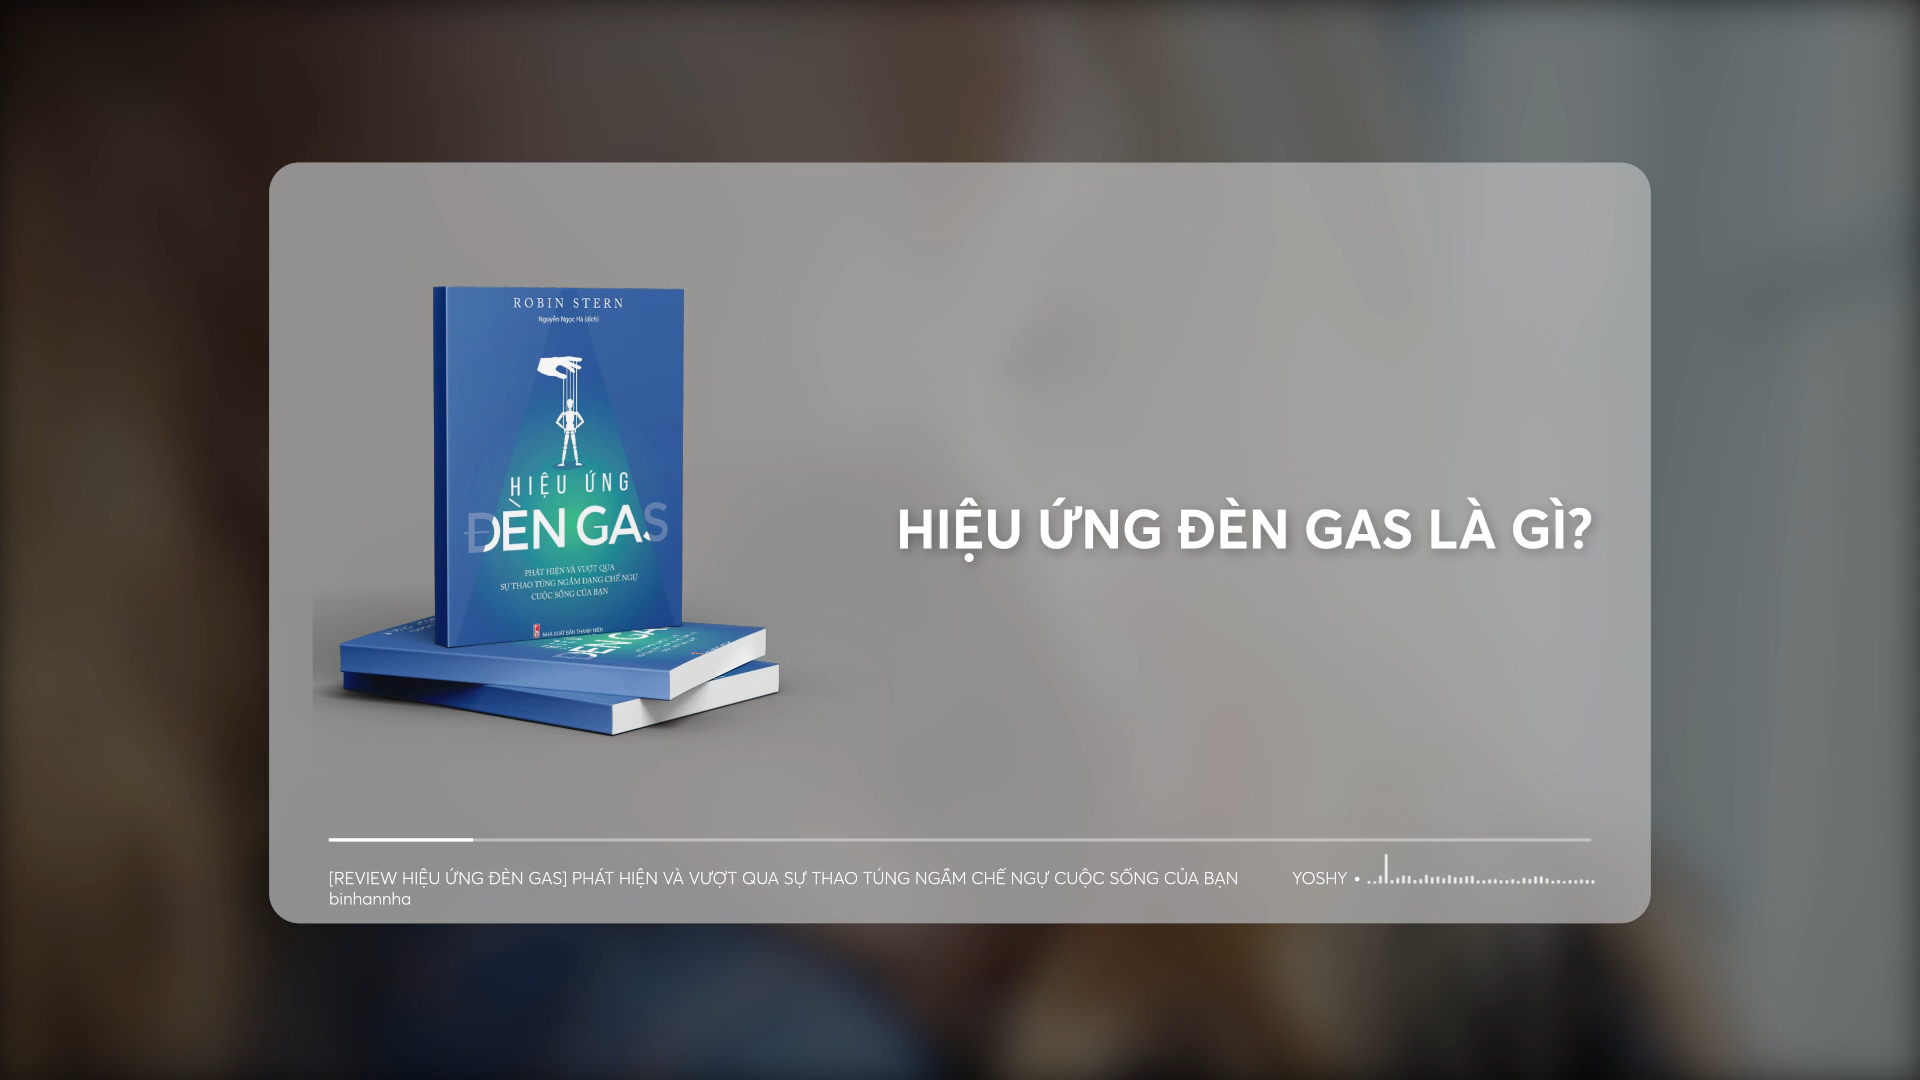 ROBIN STERN
Nguyễn Ngọc Hà (dịch)
HIỆU ỨNG
ĐÈN GAS
PHÁT HIỆN VÀ VƯỢT QUA
SỰ THAO TÚNG NGẦM ĐANG CHẾ NGỰ
CUỘC SỐNG CỦA BẠN
NHÀ XUẤT BẢN THANH NIÊN
HIỆU ỨNG ĐÈN GAS LÀ GÌ?
[REVIEW HIỆU ỨNG ĐÈN GAS] PHÁT HIỆN VÀ VƯỢT QUA SỰ THAO TÚNG NGẦM CHẾ NGỰ CUỘC SỐNG CỦA BẠN
binhannha
YOSHY •